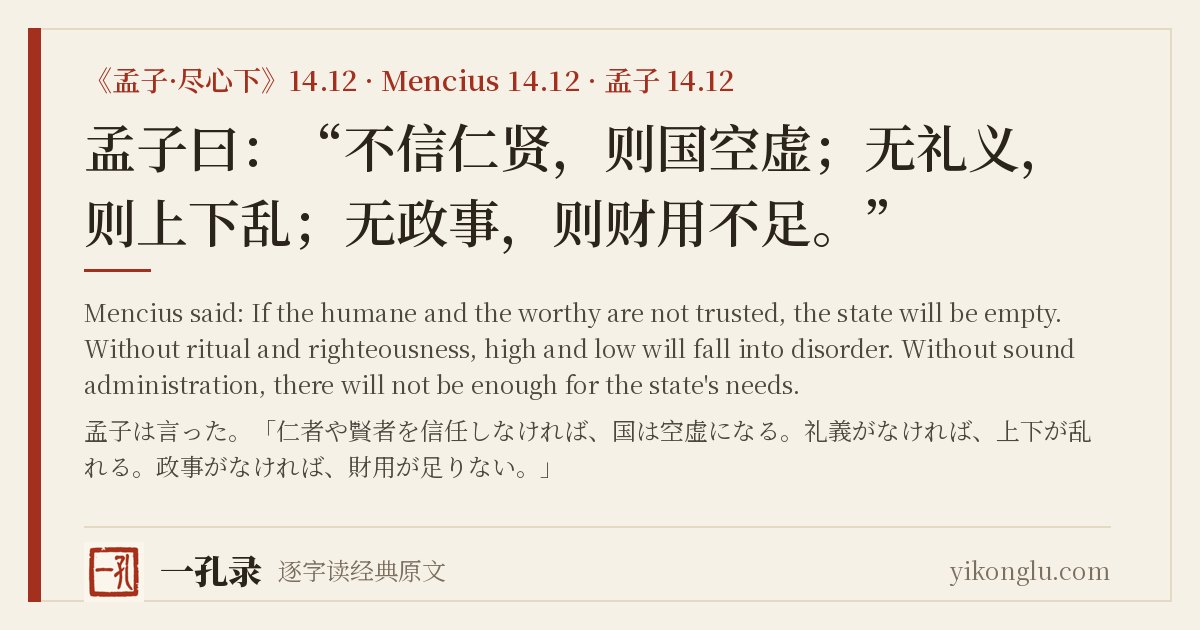 《孟子·尽心下》14.12 · Mencius 14.12 · 孟子 14.12
孟子曰：“不信仁贤，则国空虚；无礼义，
则上下乱；无政事，则财用不足。”
Mencius said: If the humane and the worthy are not trusted, the state will be empty.
Without ritual and righteousness, high and low will fall into disorder. Without sound
administration, there will not be enough for the state's needs.
孟子は言った。「仁者や賢者を信任しなければ、国は空虚になる。礼義がなければ、上下が乱
れる。政事がなければ、財用が足りない。」
一孔
一孔录 逐字读经典原文 yikonglu.com